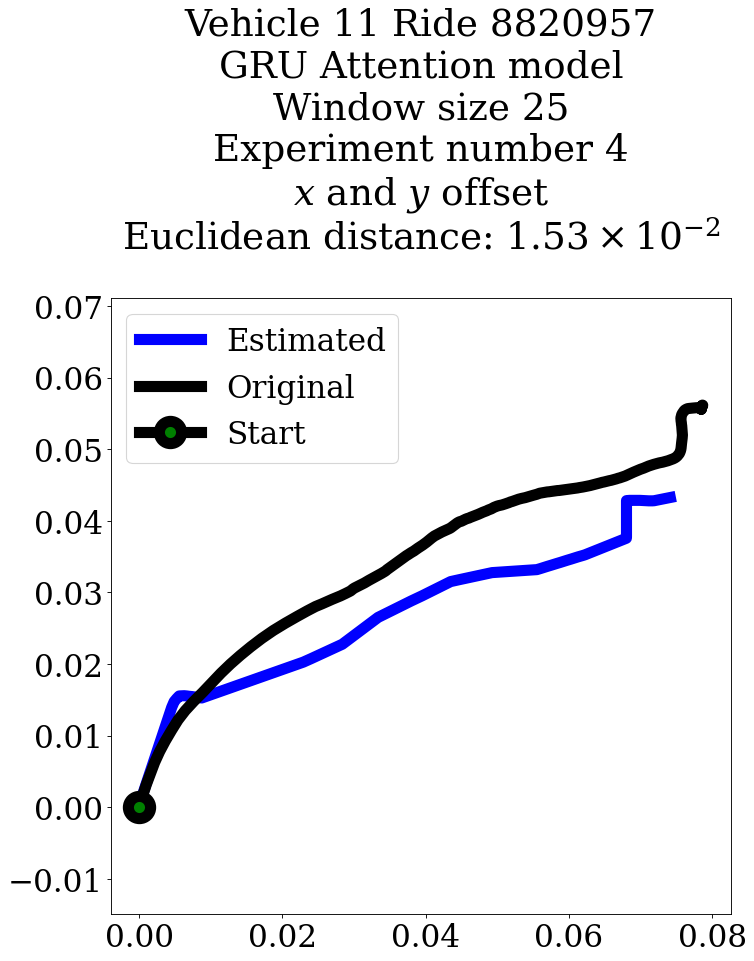 Vehicle 11 Ride 8820957
GRU Attention model
Window size 25
Experiment number 4
x and y offset
Euclidean distance: 1.53 × 10⁻²
0.07
0.06
0.05
0.04
0.03
0.02
0.01
0.00
−0.01
Estimated
Original
Start
0.00 0.02 0.04 0.06 0.08